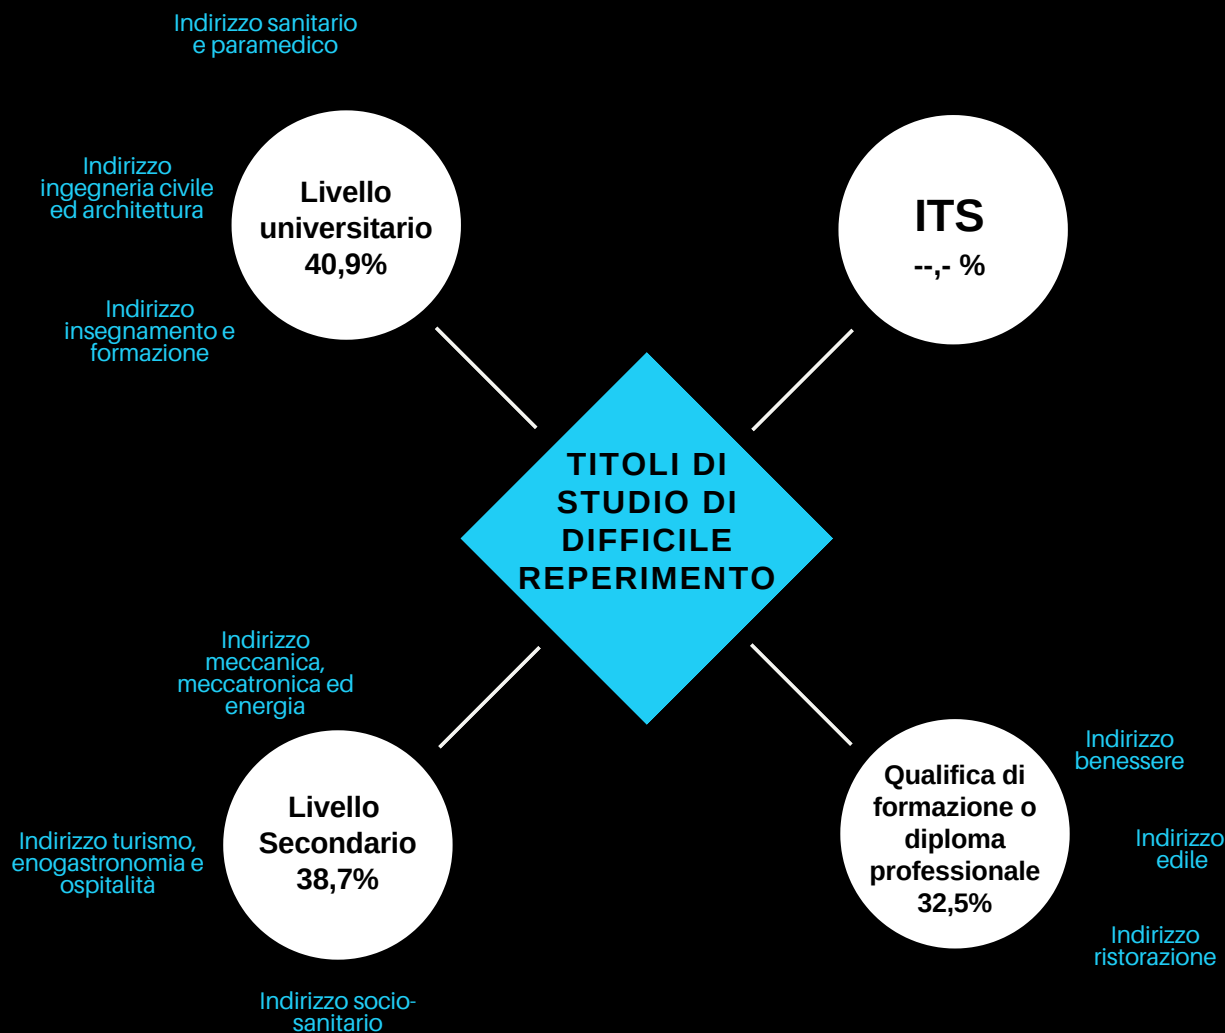 Indirizzo sanitario
e paramedico
Indirizzo
ingegneria civile
ed architettura
Livello
universitario
40,9%
ITS
--,- %
Indirizzo
insegnamento e
formazione
TITOLI DI
STUDIO DI
DIFFICILE
REPERIMENTO
Indirizzo
meccanica,
meccatronica ed
energia
Livello
Secondario
38,7%
Indirizzo turismo,
enogastronomia e
ospitalità
Indirizzo socio-
sanitario
Qualifica di
formazione o
diploma
professionale
32,5%
Indirizzo
benessere
Indirizzo
edile
Indirizzo
ristorazione